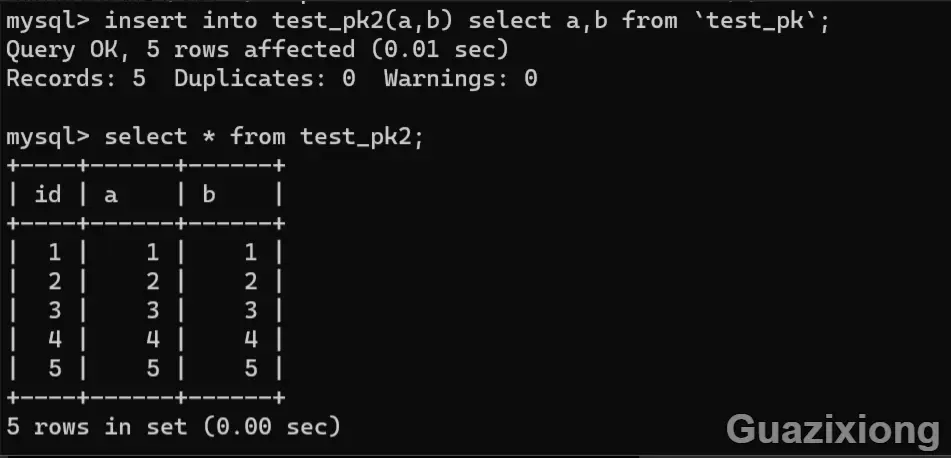 mysql> insert into test_pk2(a,b) select a,b from `test_pk`;
Query OK, 5 rows affected (0.01 sec)
Records: 5  Duplicates: 0  Warnings: 0
mysql> select * from test_pk2;
+----+------+------+
| id | a    | b    |
+----+------+------+
|  1 |    1 |    1 |
|  2 |    2 |    2 |
|  3 |    3 |    3 |
|  4 |    4 |    4 |
|  5 |    5 |    5 |
+----+------+------+
5 rows in set (0.00 sec)
Guazixiong